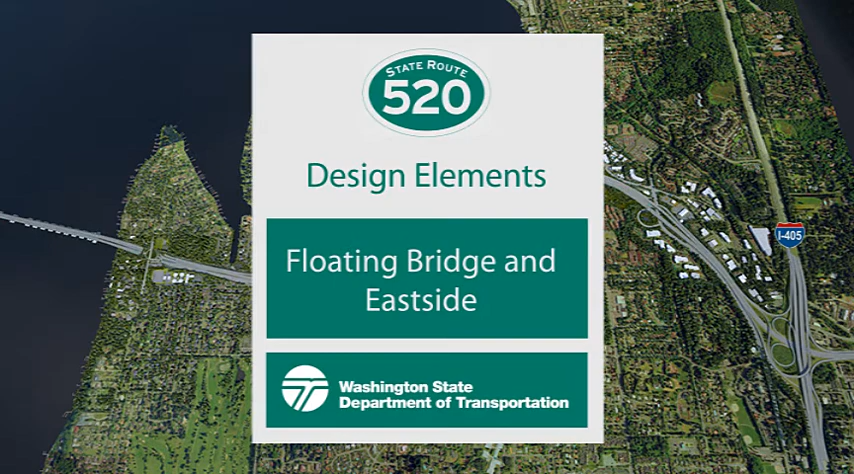 STATE ROUTE
520
Design Elements
Floating Bridge and
Eastside
Washington State
Department of Transportation
I-405